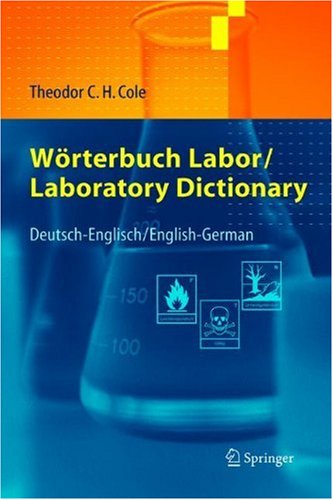 Theodor C. H. Cole
Wörterbuch Labor/
Laboratory Dictionary
Deutsch-Englisch/English-German
150
100
F
T
N
Springer